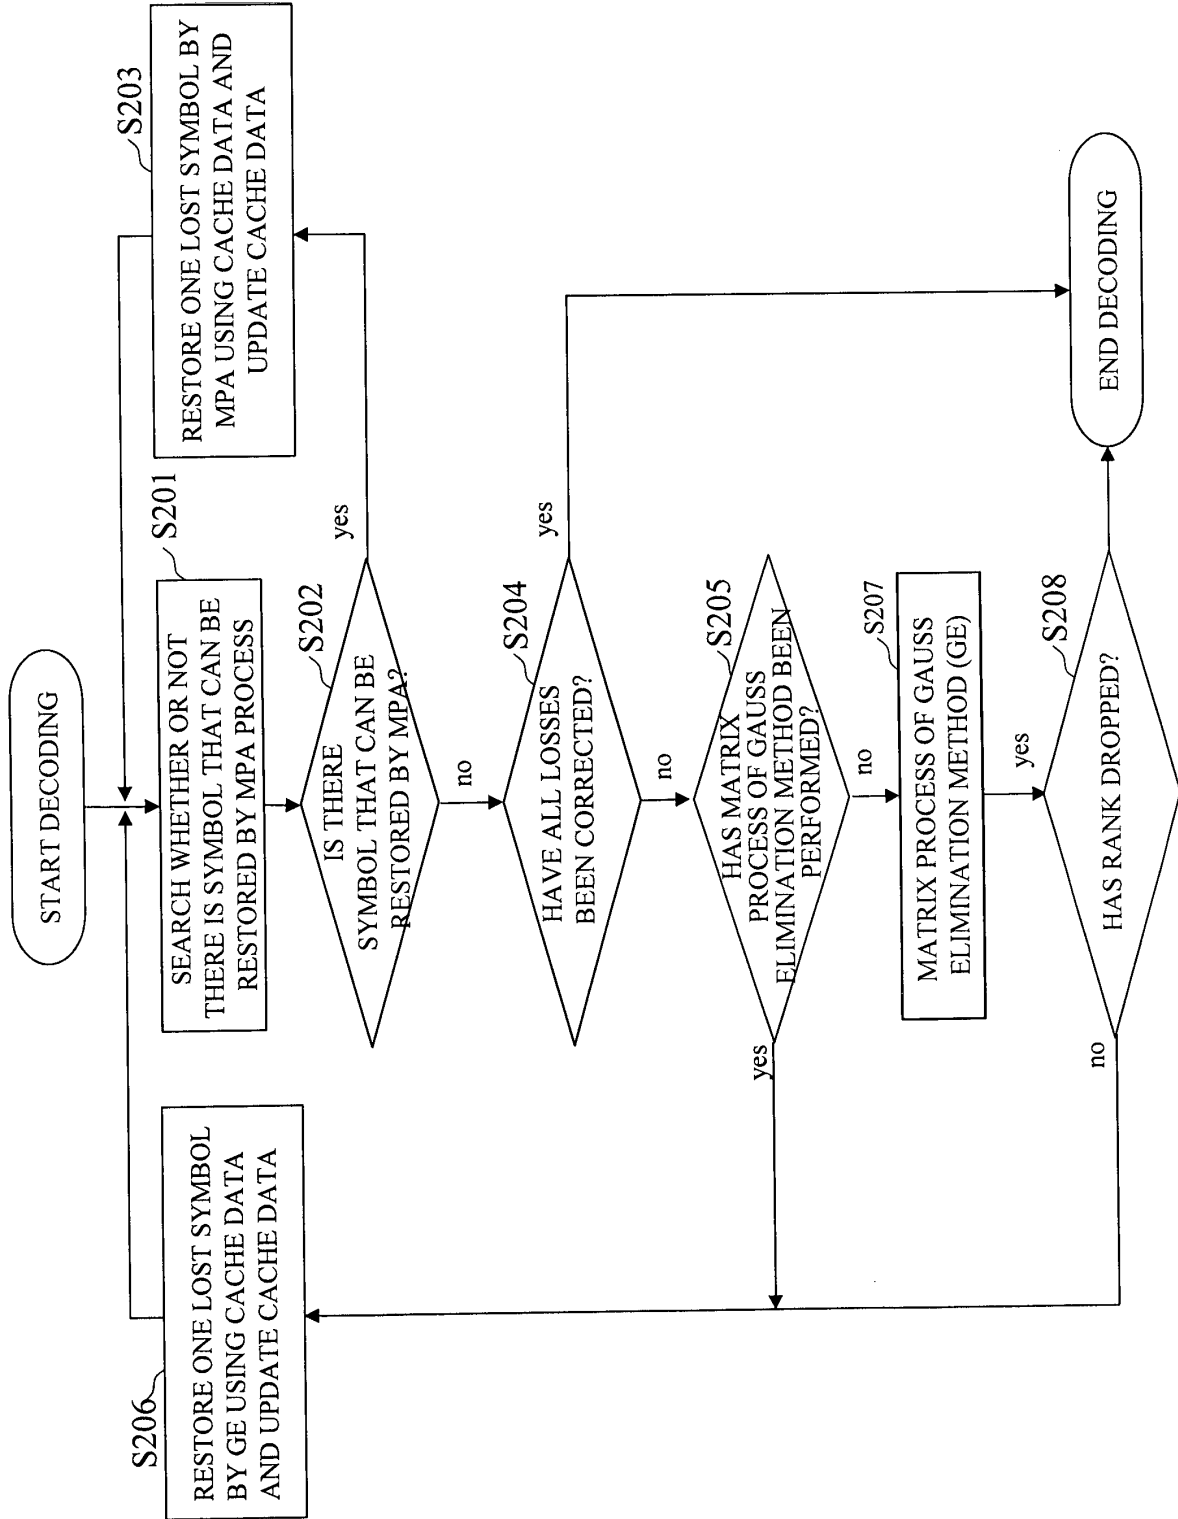 START DECODING
S201
SEARCH WHETHER OR NOT
THERE IS SYMBOL THAT CAN BE
RESTORED BY MPA PROCESS
S202
IS THERE
SYMBOL THAT CAN BE
RESTORED BY MPA?
yes
no
S203
RESTORE ONE LOST SYMBOL BY
MPA USING CACHE DATA AND
UPDATE CACHE DATA
S204
HAVE ALL LOSSES
BEEN CORRECTED?
yes
no
S205
HAS MATRIX
PROCESS OF GAUSS
ELIMINATION METHOD BEEN
PERFORMED?
yes
no
S206
RESTORE ONE LOST SYMBOL
BY GE USING CACHE DATA
AND UPDATE CACHE DATA
S207
MATRIX PROCESS OF GAUSS
ELIMINATION METHOD (GE)
yes
S208
HAS RANK DROPPED?
no
END DECODING